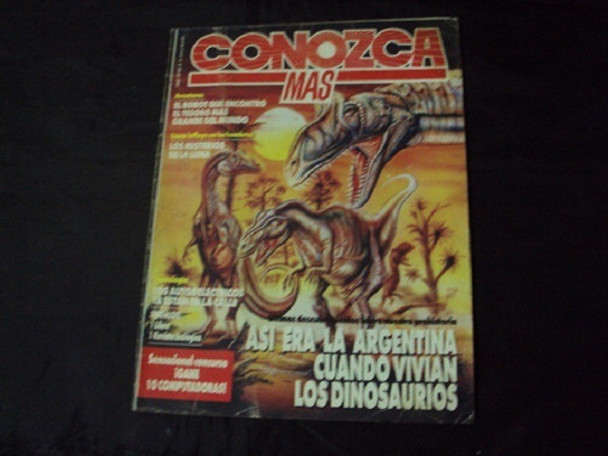 CONOZCA
MAS
EL ROBOT QUE ENCONTRO
EL TESORO MAS
GRANDE DEL MUNDO
LOS MISTERIOS
DE LA LUNA
AUTOS ELECTRICOS
YA ESTAN EN LA CALLE
Sensacional concurso
¡GANE
10 COMPUTADORAS!
ASI ERA LA ARGENTINA
CUANDO VIVIAN
LOS DINOSAURIOS